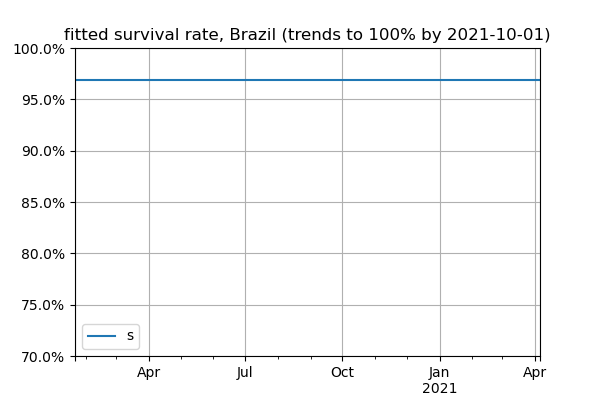 fitted survival rate, Brazil (trends to 100% by 2021-10-01)
100.0%
95.0%
90.0%
85.0%
80.0%
75.0%
70.0%
s
Apr Jul Oct Jan Apr
2021